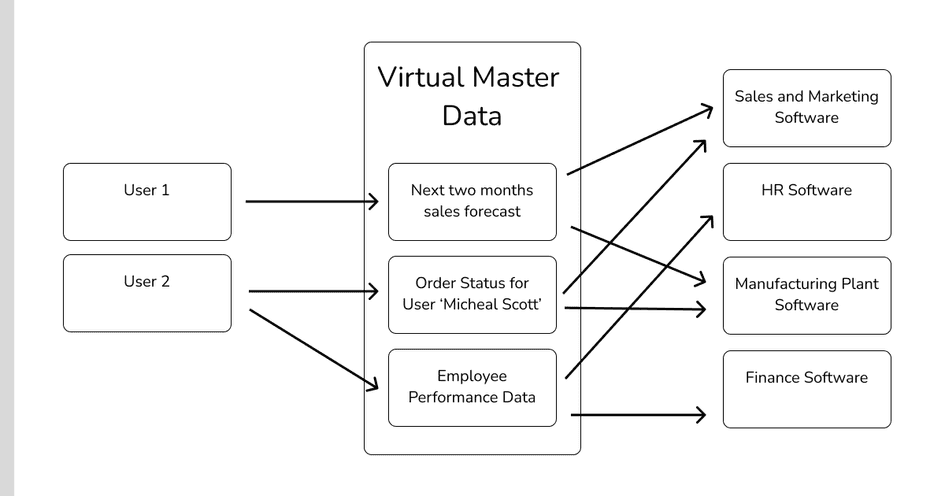 Virtual Master
Data
User 1
User 2
Next two months
sales forecast
Order Status for
User ‘Micheal Scott’
Employee
Performance Data
Sales and Marketing
Software
HR Software
Manufacturing Plant
Software
Finance Software